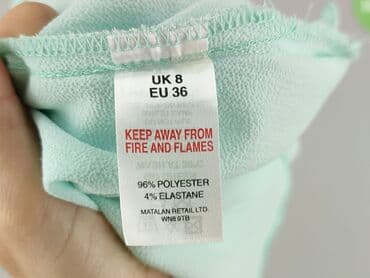 UK 8
EU 36
KEEP AWAY FROM
FIRE AND FLAMES
96% POLYESTER
4% ELASTANE
MATALAN RETAIL LTD
WN8 9TB